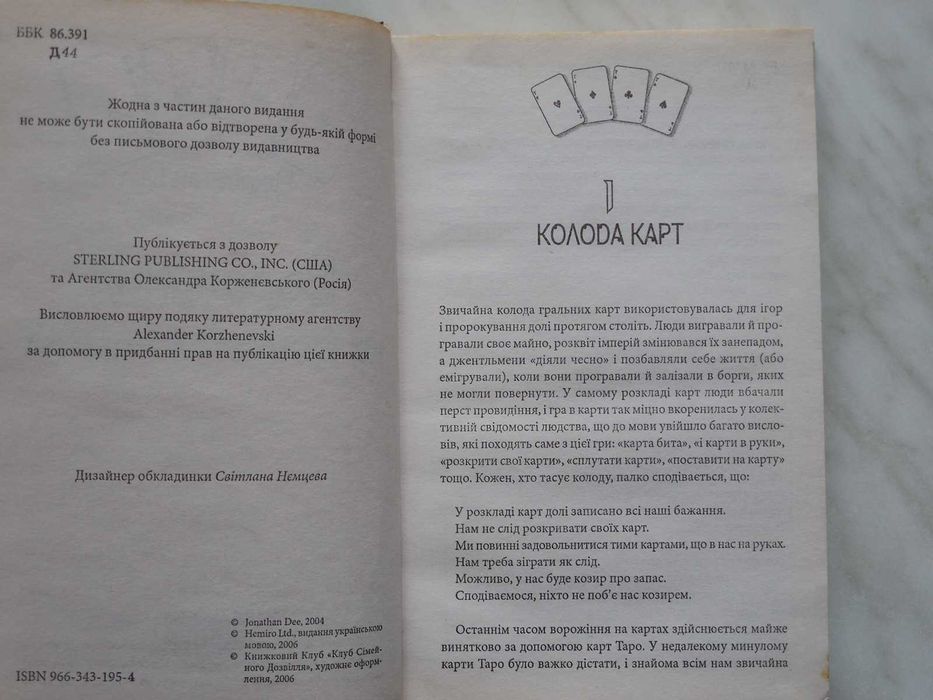 ББК 86.391
Д44
Жодна з частин даного видання
не може бути скопійована або відтворена у будь-якій формі
без письмового дозволу видавництва
Публікується з дозволу
STERLING PUBLISHING CO., INC. (США)
та Агентства Олександра Корженєвського (Росія)
Висловлюємо щиру подяку литературному агентству
Alexander Korzhenevski
за допомогу в придбанні прав на публікацію цієї книжки
Дизайнер обкладинки Світлана Нємцева
© Jonathan Dee, 2004
© Hemiro Ltd., видання українською
мовою, 2006
© Книжковий Клуб «Клуб Сімей-
ного Дозвілля», художнє оформ-
лення, 2006
ISBN 966-343-195-4
1
КОЛОДА КАРТ
Звичайна колода гральних карт використовувалась для ігор
і пророкування долі протягом століть. Люди вигравали й про-
гравали своє майно, розквіт імперій змінювався їх занепадом,
а джентльмени «діяли чесно» і позбавляли себе життя (або
емігрували), коли вони програвали й залізали в борги, яких
не могли повернути. У самому розкладі карт люди вбачали
перст провидіння, і гра в карти так міцно вкоренилась у колек-
тивній свідомості людства, що до мови увійшло багато висло-
вів, які походять саме з цієї гри: «карта бита», «і карти в руки»,
«розкрити свої карти», «сплутати карти», «поставити на карту»
тощо. Кожен, хто тасує колоду, палко сподівається, що:
У розкладі карт долі записано всі наші бажання.
Нам не слід розкривати своїх карт.
Ми повинні задовольнитися тими картами, що в нас на руках.
Нам треба зіграти як слід.
Можливо, у нас буде козир про запас.
Сподіваємося, ніхто не поб’є нас козирем.
Останнім часом ворожіння на картах здійснюється майже
винятково за допомогою карт Таро. У недалекому минулому
карти Таро було важко дістати, і знайома всім нам звичайна